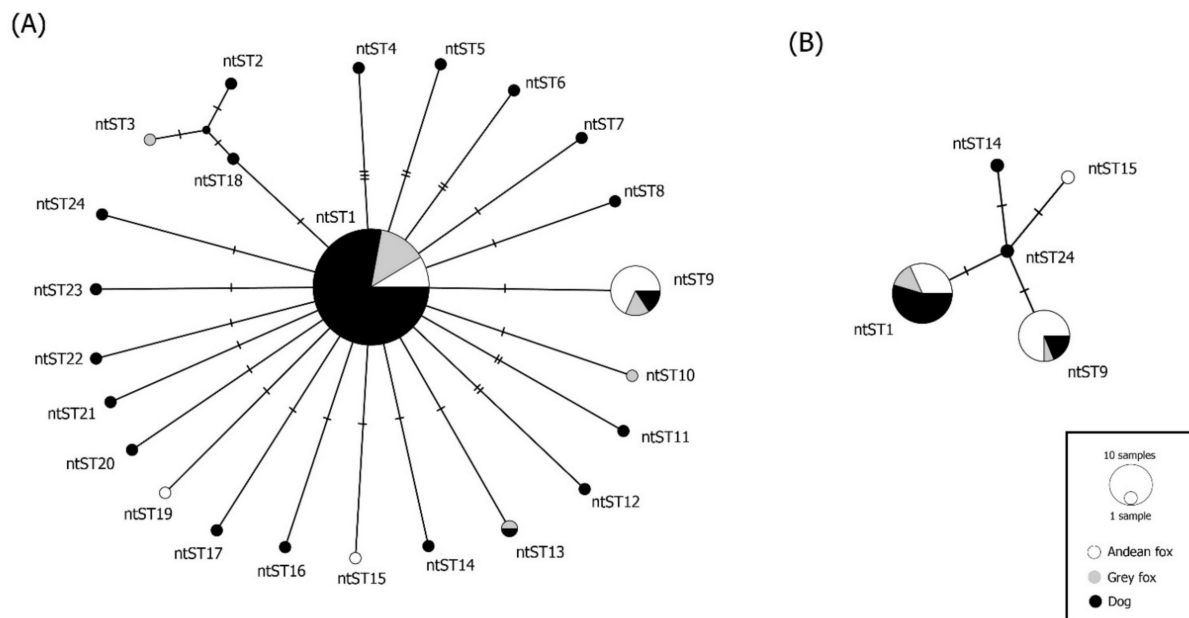 (A)
ntST4
ntST5
ntST2
ntST6
ntST3
ntST7
ntST18
ntST8
ntST24
ntST1
ntST23
ntST9
ntST22
ntST10
ntST21
ntST11
ntST20
ntST12
ntST19
ntST13
ntST17
ntST16
ntST15
ntST14
(B)
ntST14
ntST15
ntST24
ntST1
ntST9
10 samples
1 sample
Andean fox
Grey fox
Dog